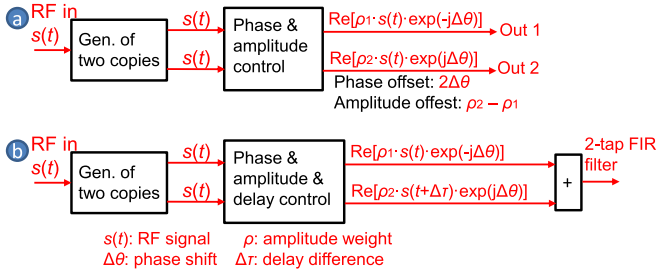 a RF in
s(t)
Gen. of
two copies
s(t)
s(t)
Phase &
amplitude
control
Re[ρ1·s(t)·exp(-jΔθ)]
Out 1
Re[ρ2·s(t)·exp(jΔθ)]
Out 2
Phase offset: 2Δθ
Amplitude offest: ρ2 – ρ1
b RF in
s(t)
Gen. of
two copies
s(t)
s(t)
Phase &
amplitude &
delay control
Re[ρ1·s(t)·exp(-jΔθ)]
Re[ρ2·s(t+Δτ)·exp(jΔθ)]
+
2-tap FIR
filter
s(t): RF signal ρ: amplitude weight
Δθ: phase shift Δτ: delay difference